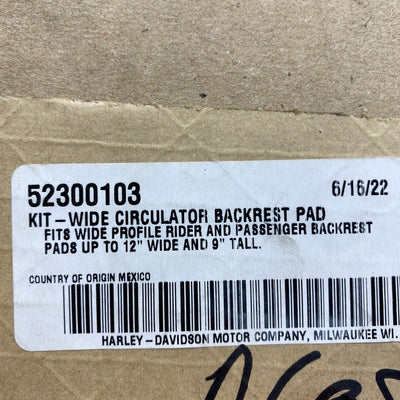 52300103 6/16/22
KIT-WIDE CIRCULATOR BACKREST PAD
FITS WIDE PROFILE RIDER AND PASSENGER BACKREST
PADS UP TO 12" WIDE AND 9" TALL.
COUNTRY OF ORIGIN MEXICO
HARLEY-DAVIDSON MOTOR COMPANY, MILWAUKEE WI.